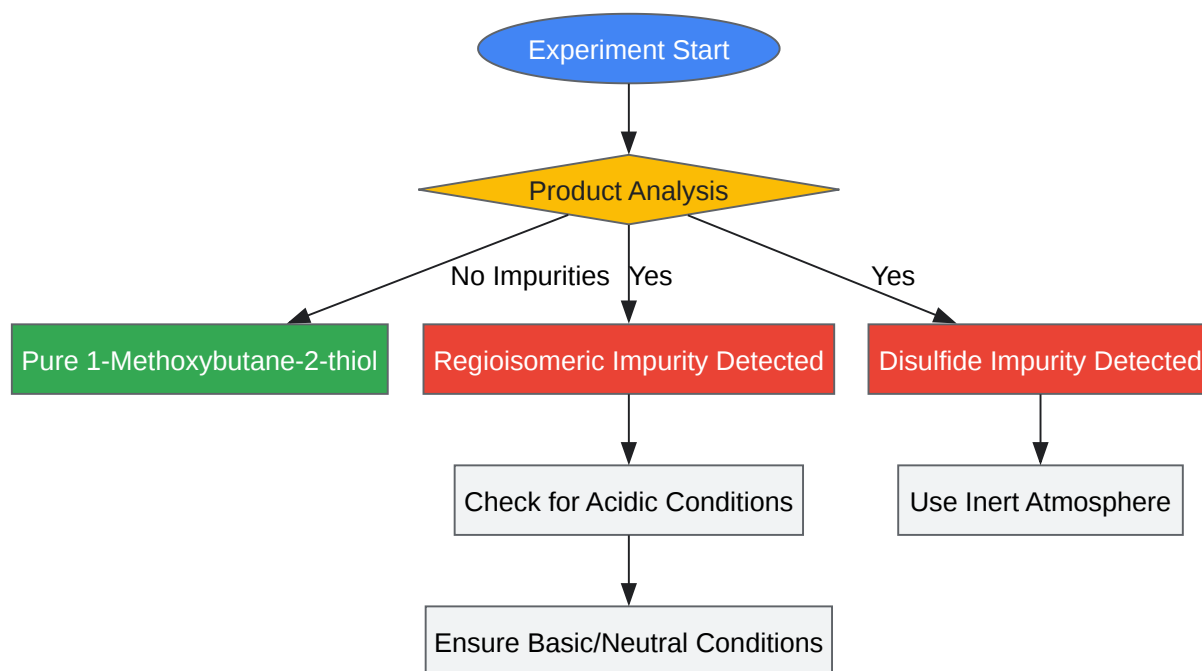 Experiment Start
Product Analysis
No Impurities
Yes
Yes
Pure 1-Methoxybutane-2-thiol
Regioisomeric Impurity Detected
Disulfide Impurity Detected
Check for Acidic Conditions
Use Inert Atmosphere
Ensure Basic/Neutral Conditions